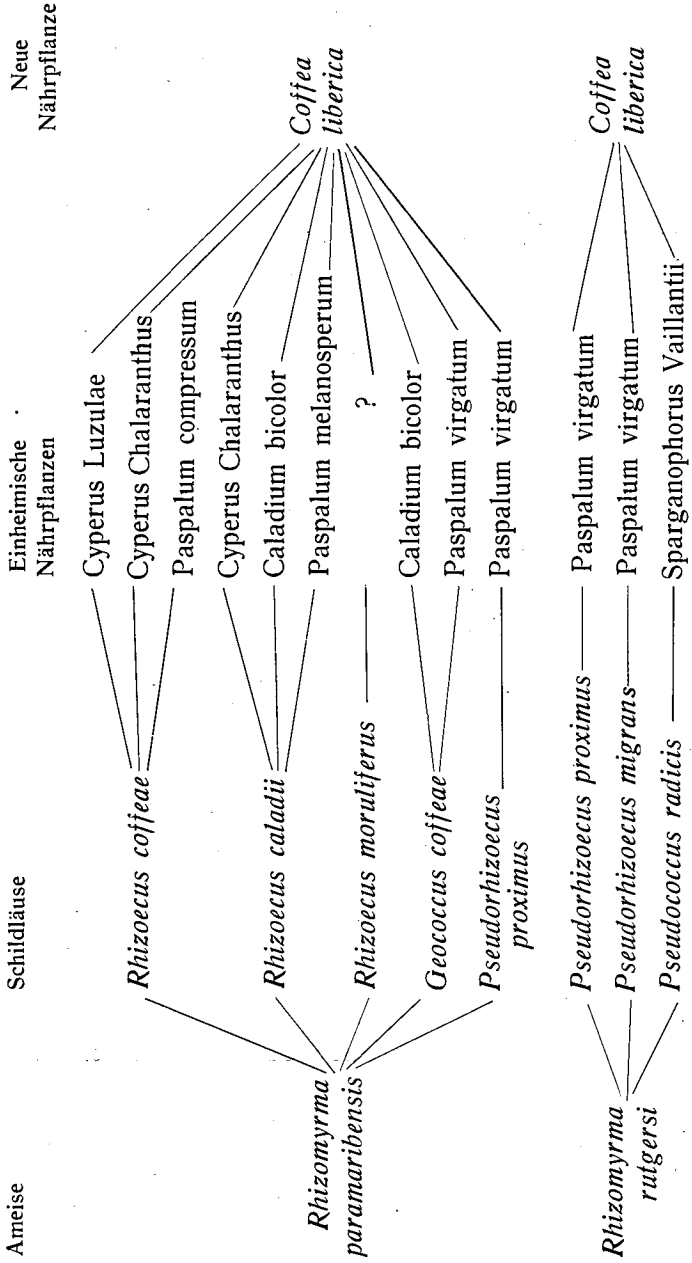 Ameise
Schildläuse
Einheimische
Nährpflanzen
Neue
Nährpflanze
Rhizomyrma
paramaribensis
Rhizoecus coffeae
Rhizoecus caladii
Rhizoecus moruliferus
Geococcus coffeae
Pseudorhizoecus
proximus
Cyperus Luzulae
Cyperus Chalaranthus
Paspalum compressum
Cyperus Chalaranthus
Caladium bicolor
Paspalum melanosperum
?
Caladium bicolor
Paspalum virgatum
Paspalum virgatum
Coffea
liberica
Rhizomyrma
rutgersi
Pseudorhizoecus proximus
Pseudorhizoecus migrans
Pseudococcus radicis
Paspalum virgatum
Paspalum virgatum
Sparganophorus Vaillantii
Coffea
liberica